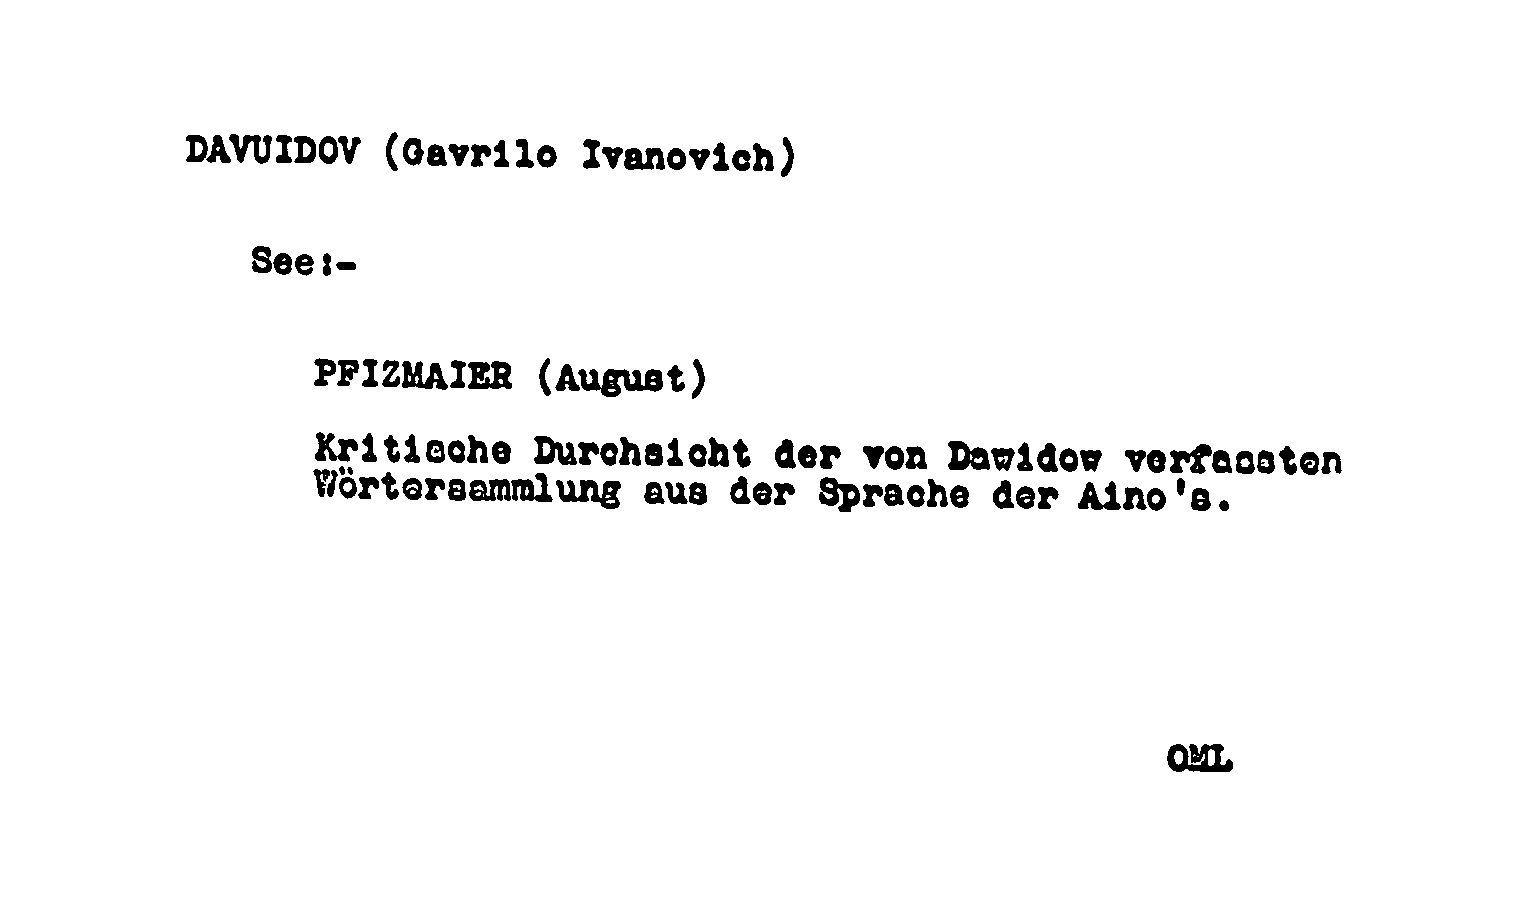 DAVUIDOV (Gavrilo Ivanovich)
See:-
PFIZMAIER (August)
Kritische Durchsicht der von Dawidow verfassten
Wörtersammlung aus der Sprache der Aino's.
OML